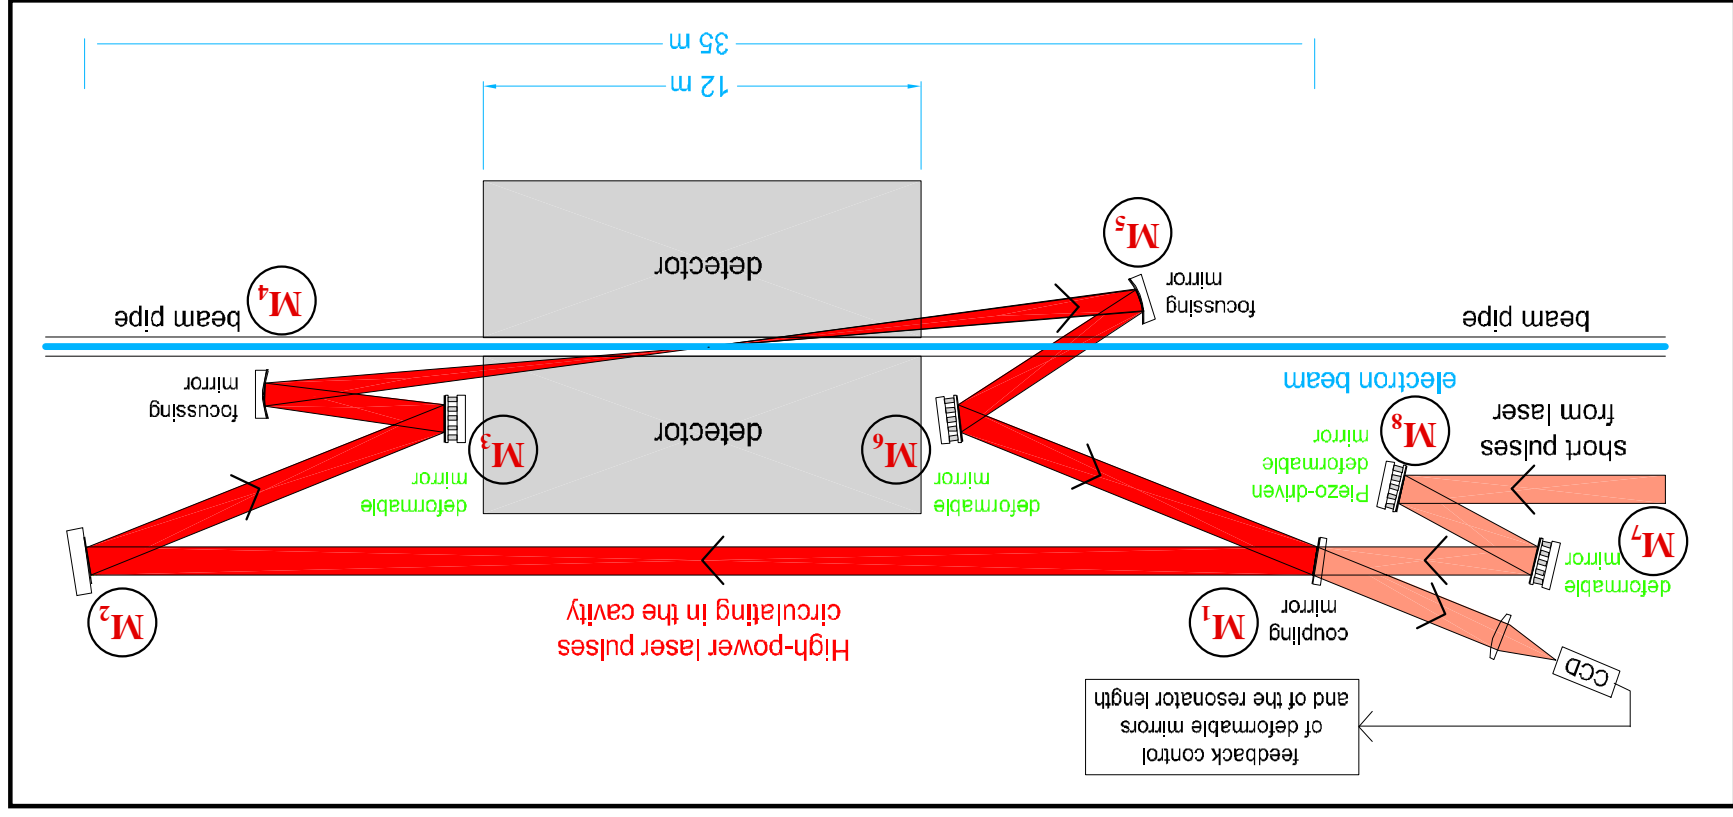 feedback control
of deformable mirrors
and of the resonator length
CCD
coupling
mirror
M1
High-power laser pulses
circulating in the cavity
M2
deformable
mirror
M7
short pulses
from laser
Piezo-driven
deformable
mirror
M8
electron beam
deformable
mirror
M6
detector
deformable
mirror
M3
focussing
mirror
beam pipe
beam pipe
M4
focussing
mirror
M5
detector
12 m
35 m